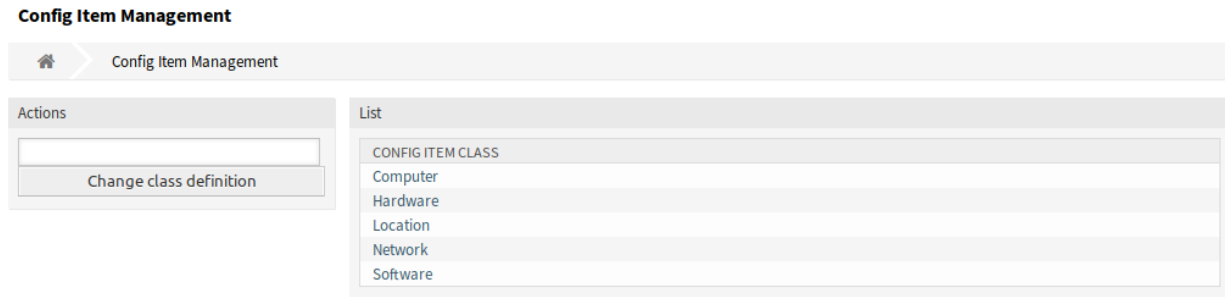 Config Item Management
Config Item Management
Actions
Change class definition
List
CONFIG ITEM CLASS
Computer
Hardware
Location
Network
Software